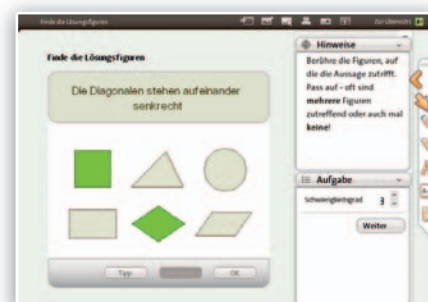 Finde die Lösungsfiguren
Zur Übersicht
Finde die Lösungsfiguren
Die Diagonalen stehen aufeinander
senkrecht
Tipp
OK
Hinweise
Berühre die Figuren, auf
die die Aussage zutrifft.
Pass auf - oft sind
mehrere Figuren
zutreffend oder auch mal
keine!
Aufgabe
Schwierigkeitsgrad 3
Weiter